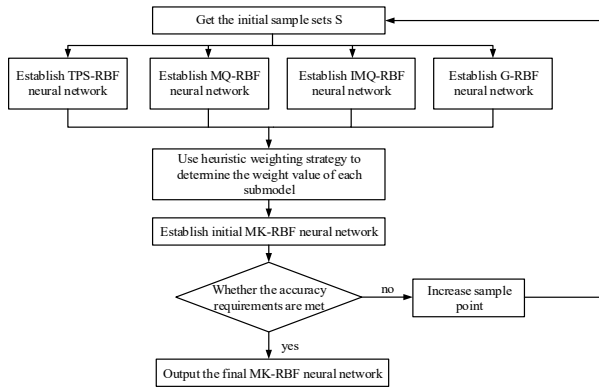 Get the initial sample sets S
Establish TPS-RBF
neural network
Establish MQ-RBF
neural network
Establish IMQ-RBF
neural network
Establish G-RBF
neural network
Use heuristic weighting strategy to
determine the weight value of each
submodel
Establish initial MK-RBF neural network
Whether the accuracy
requirements are met
no
Increase sample
point
yes
Output the final MK-RBF neural network